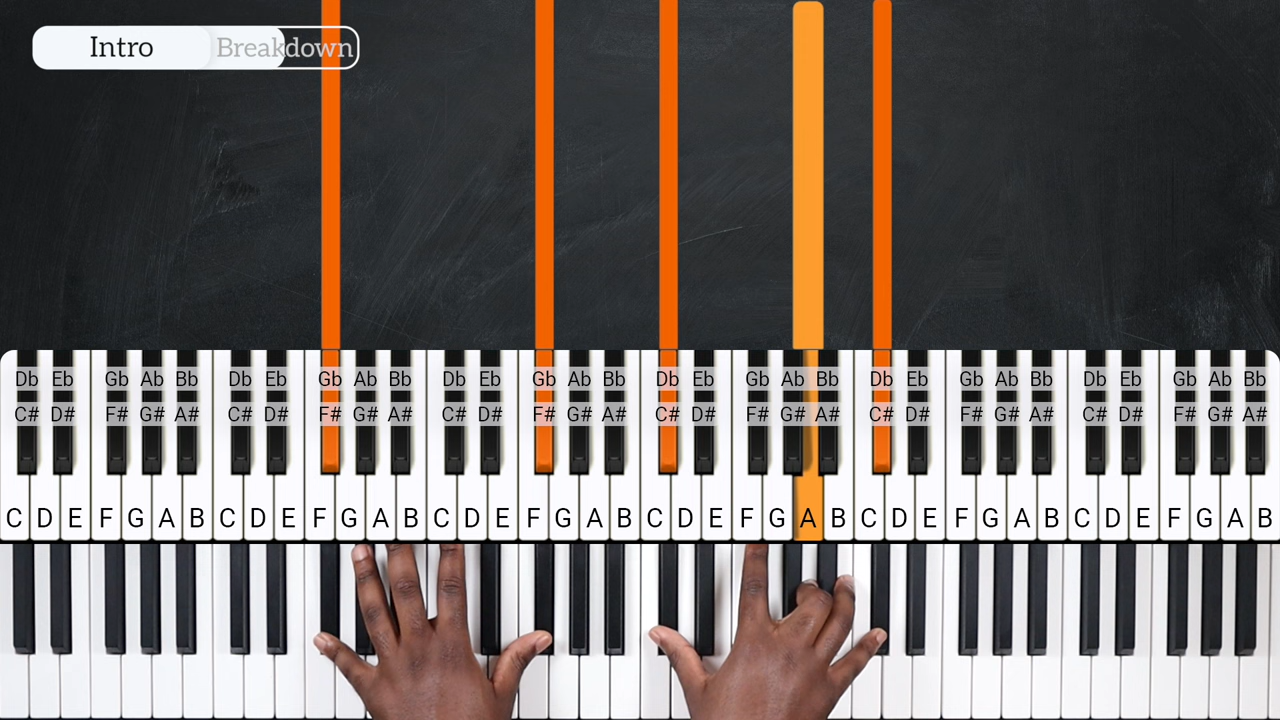 Intro Breakdown
Db Eb Gb Ab Bb Db Eb Gb Ab Bb Db Eb Gb Ab Bb Db Eb Gb Ab Bb Db Eb Gb Ab Bb Db Eb Gb Ab Bb
C# D# F# G# A# C# D# F# G# A# C# D# F# G# A# C# D# F# G# A# C# D# F# G# A# C# D# F# G# A#
C D E F G A B C D E F G A B C D E F G A B C D E F G A B C D E F G A B C D E F G A B